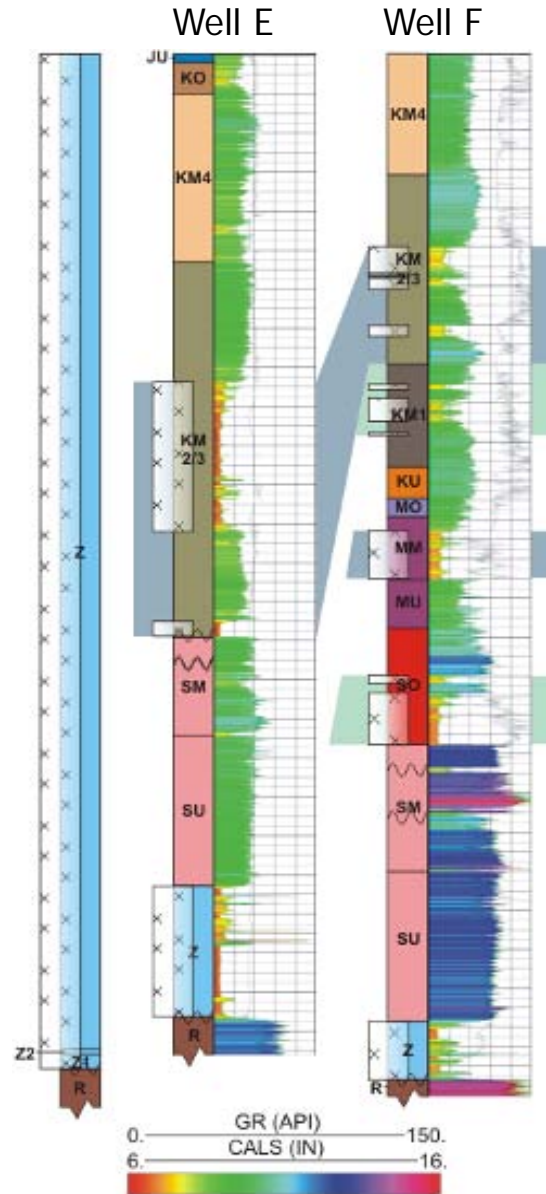 Well E Well F
JU
KO
KM4
KM4
KM
2/3
KM
2/3
KM1
KU
MO
MM
MU
Z
SO
SM
SM
SU
SU
Z
Z
R
R
Z2
Z1
R
GR (API)
0. 150.
CALS (IN)
6. 16.